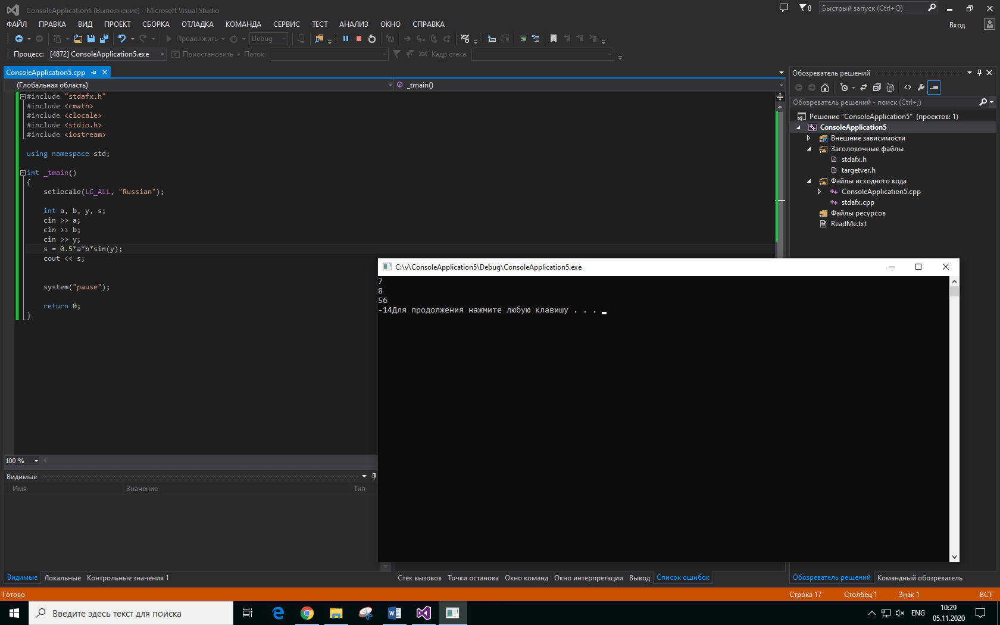 ConsoleApplication5 (Выполнение) - Microsoft Visual Studio
8
Быстрый запуск (Ctrl+Q)
ФАЙЛ ПРАВКА ВИД ПРОЕКТ СБОРКА ОТЛАДКА КОМАНДА СЕРВИС ТЕСТ АНАЛИЗ ОКНО СПРАВКА
Вход
Продолжить Debug
Процесс: [4872] ConsoleApplication5.exe Приостановить Поток: Кадр стека:
ConsoleApplication5.cpp
(Глобальная область) _tmain()
#include "stdafx.h"
#include <cmath>
#include <clocale>
#include <stdio.h>
#include <iostream>
using namespace std;
int _tmain()
{
setlocale(LC_ALL, "Russian");
int a, b, y, s;
cin >> a;
cin >> b;
cin >> y;
s = 0.5*a*b*sin(y);
cout << s;
system("pause");
return 0;
}
100 %
Видимые
Имя Значение Тип
Видимые Локальные Контрольные значения 1
C:\v\ConsoleApplication5\Debug\ConsoleApplication5.exe
7
8
56
-14Для продолжения нажмите любую клавишу . . .
Стек вызовов Точки останова Окно команд Окно интерпретации Вывод Список ошибок
Обозреватель решений
Обозреватель решений - поиск (Ctrl+;)
Решение "ConsoleApplication5" (проектов: 1)
ConsoleApplication5
Внешние зависимости
Заголовочные файлы
stdafx.h
targetver.h
Файлы исходного кода
ConsoleApplication5.cpp
stdafx.cpp
Файлы ресурсов
ReadMe.txt
Обозреватель решений Командный обозреватель
Готово Строка 17 Столбец 1 Знак 1 ВСТ
Введите здесь текст для поиска
ENG
10:29
05.11.2020